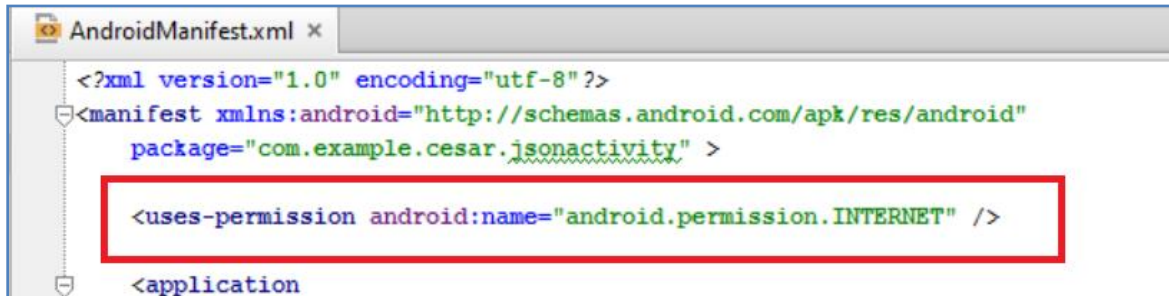 AndroidManifest.xml ×
<?xml version="1.0" encoding="utf-8"?>
<manifest xmlns:android="http://schemas.android.com/apk/res/android"
package="com.example.cesar.jsonactivity" >
<uses-permission android:name="android.permission.INTERNET" />
<application